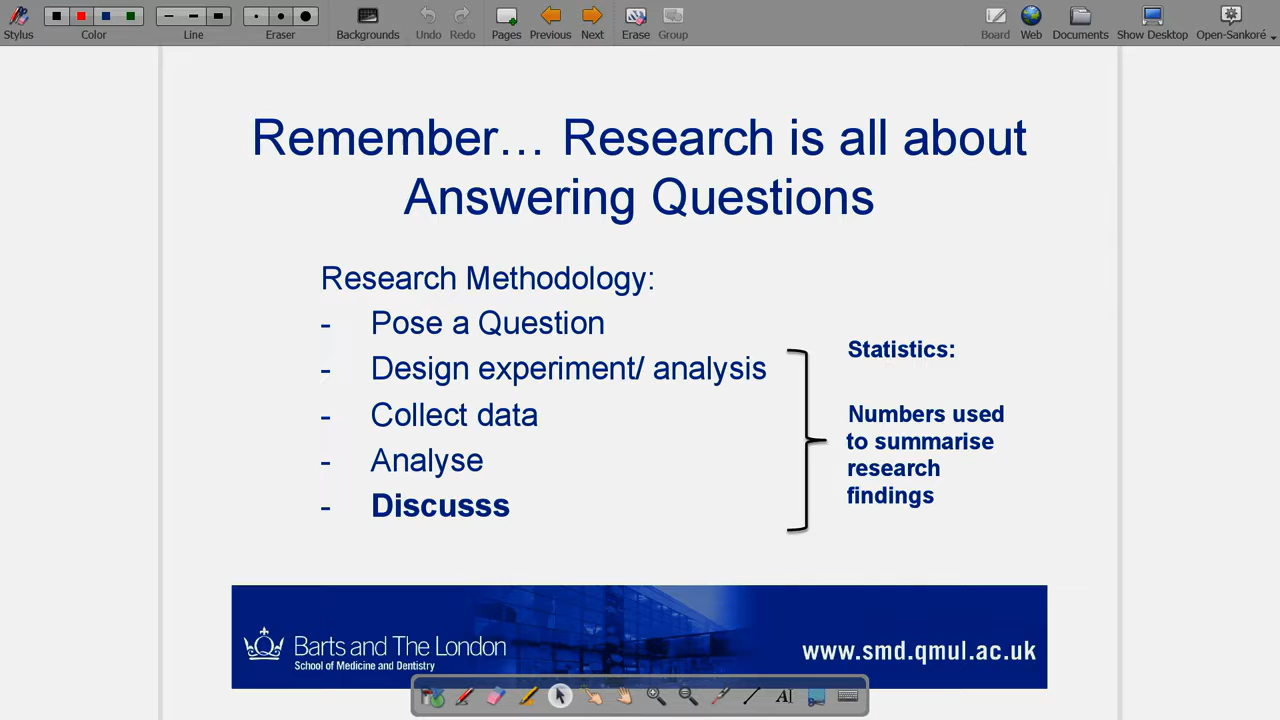 Stylus
Color
Line
Eraser
Backgrounds
Undo
Redo
Pages
Previous
Next
Erase
Group
Board
Web
Documents
Show Desktop
Open-Sankoré
Remember… Research is all about
Answering Questions
Research Methodology:
- Pose a Question
- Design experiment/ analysis
- Collect data
- Analyse
- Discusss
Statistics:
Numbers used
to summarise
research
findings
Barts and The London
School of Medicine and Dentistry
www.smd.qmul.ac.uk
A